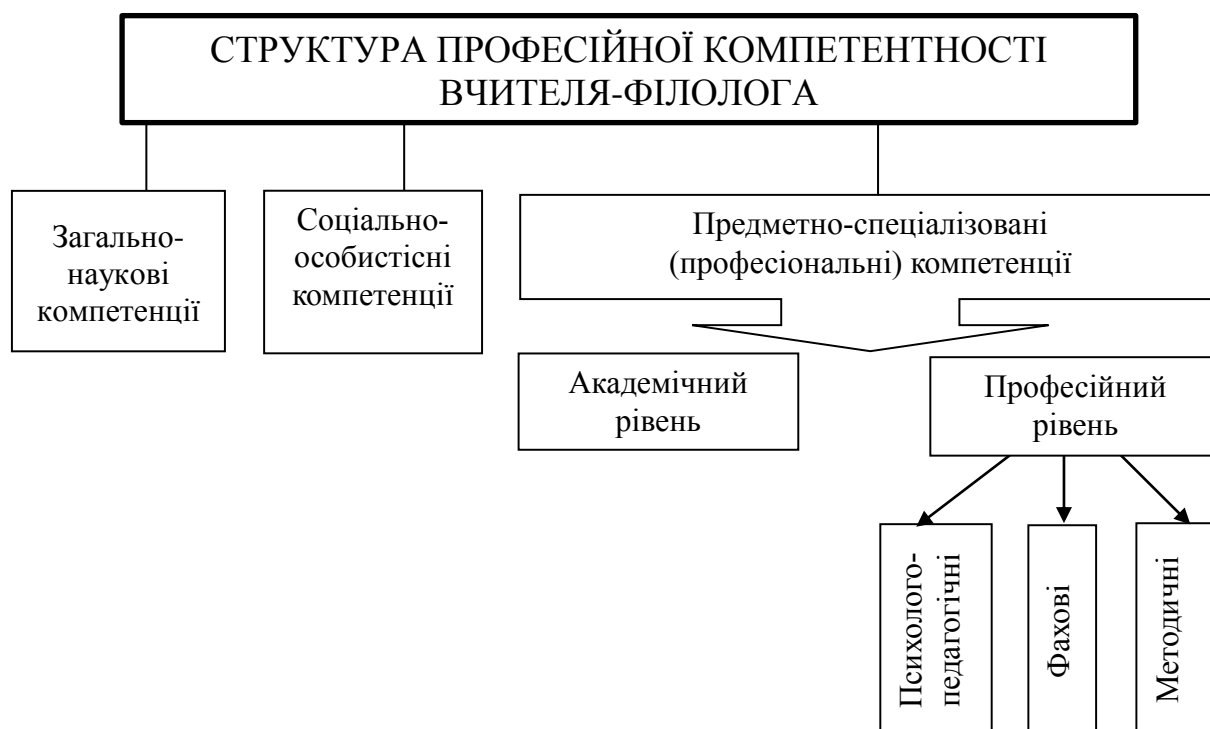 СТРУКТУРА ПРОФЕСІЙНОЇ КОМПЕТЕНТНОСТІ
ВЧИТЕЛЯ-ФІЛОЛОГА
Загально-
наукові
компетенції
Соціально-
особистісні
компетенції
Предметно-спеціалізовані
(професіональні) компетенції
Академічний
рівень
Професійний
рівень
Психолого-
педагогічні
Фахові
Методичні